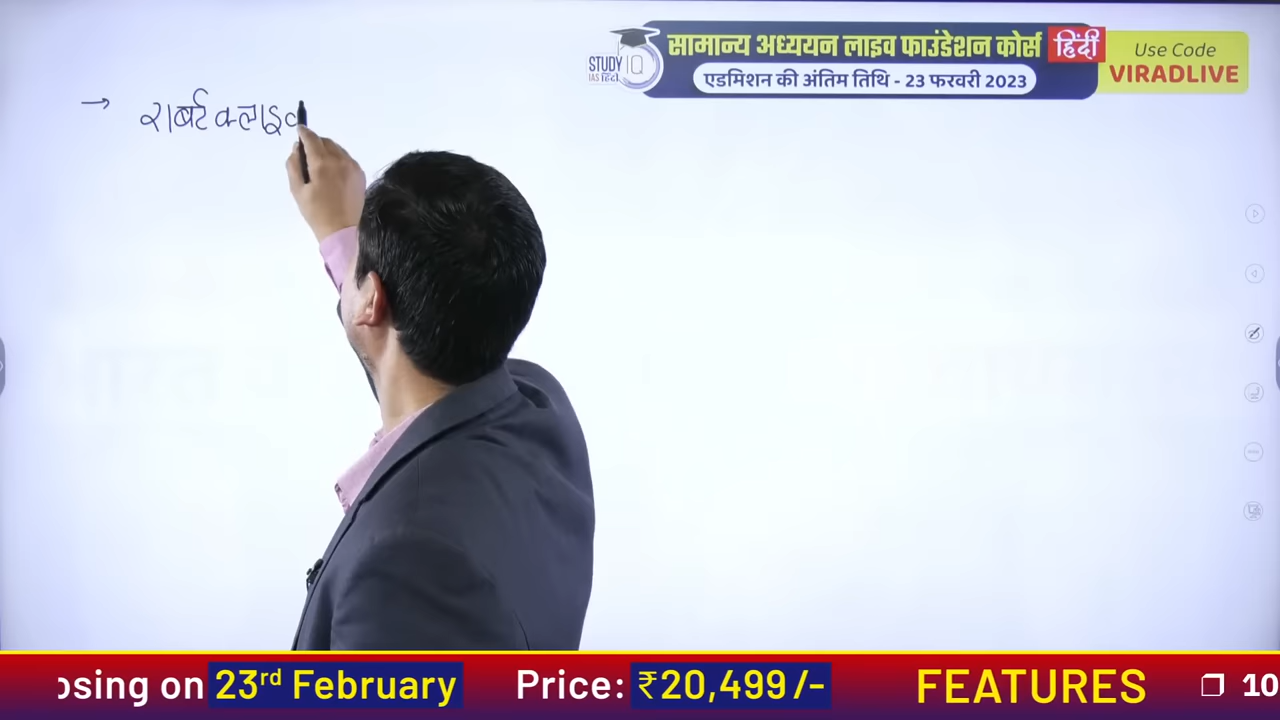 सामान्य अध्ययन लाइव फाउंडेशन कोर्स हिंदी
STUDY IQ
IAS हिंदी
एडमिशन की अंतिम तिथि - 23 फरवरी 2023
Use Code
VIRADLIVE
→ राबर्ट क्लाइव
osing on 23rd February Price: ₹20,499/- FEATURES ❐ 10